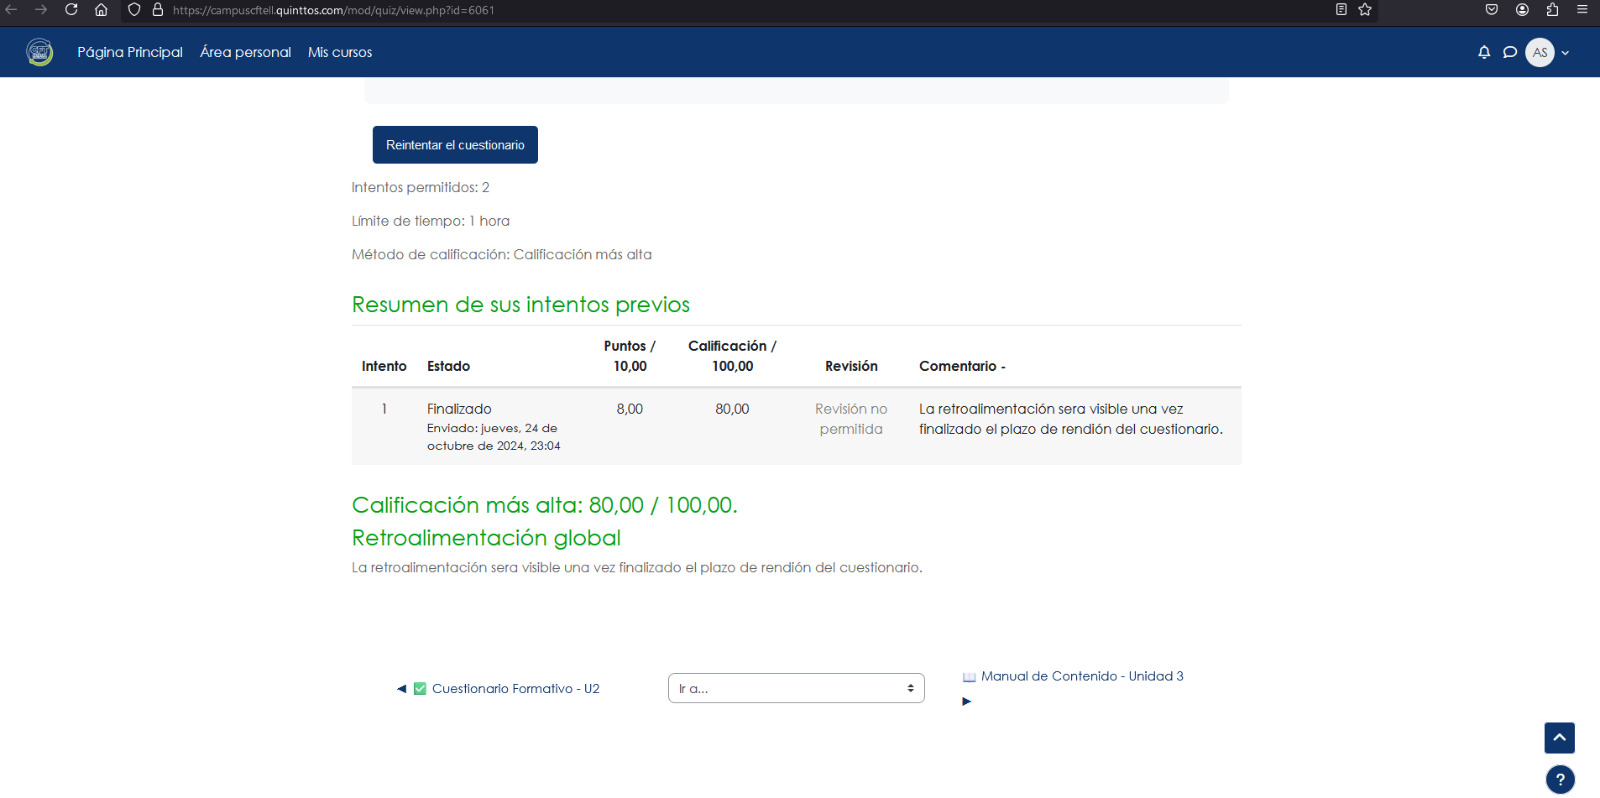 https://campuscftell.quinttos.com/mod/quiz/view.php?id=6061
Página Principal Área personal Mis cursos
AS
Reintentar el cuestionario
Intentos permitidos: 2
Límite de tiempo: 1 hora
Método de calificación: Calificación más alta
Resumen de sus intentos previos
Intento Estado Puntos / 10,00 Calificación / 100,00 Revisión Comentario -
1 Finalizado 8,00 80,00 Revisión no La retroalimentación sera visible una vez
Enviado: jueves, 24 de permitida finalizado el plazo de rendión del cuestionario.
octubre de 2024, 23:04
Calificación más alta: 80,00 / 100,00.
Retroalimentación global
La retroalimentación sera visible una vez finalizado el plazo de rendión del cuestionario.
◄ ✅ Cuestionario Formativo - U2
Ir a...
📖 Manual de Contenido - Unidad 3
►
?